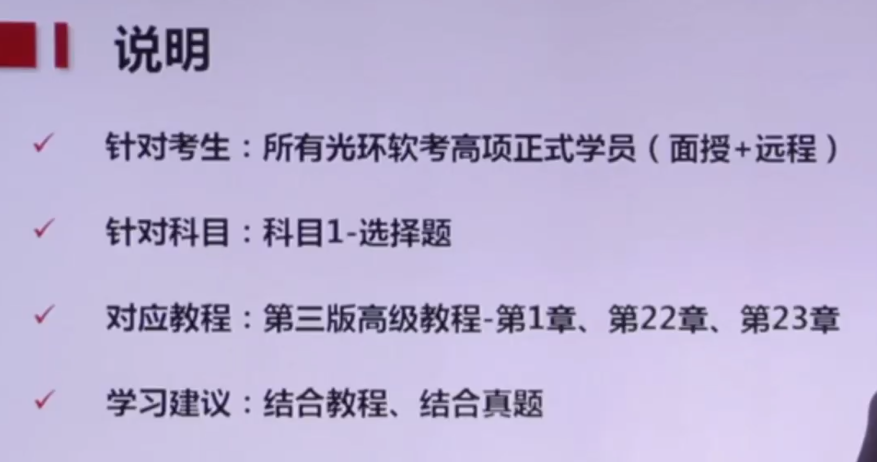 说明
针对考生：所有光环软考高项正式学员（面授+远程）
针对科目：科目1-选择题
对应教程：第三版高级教程-第1章、第22章、第23章
学习建议：结合教程、结合真题